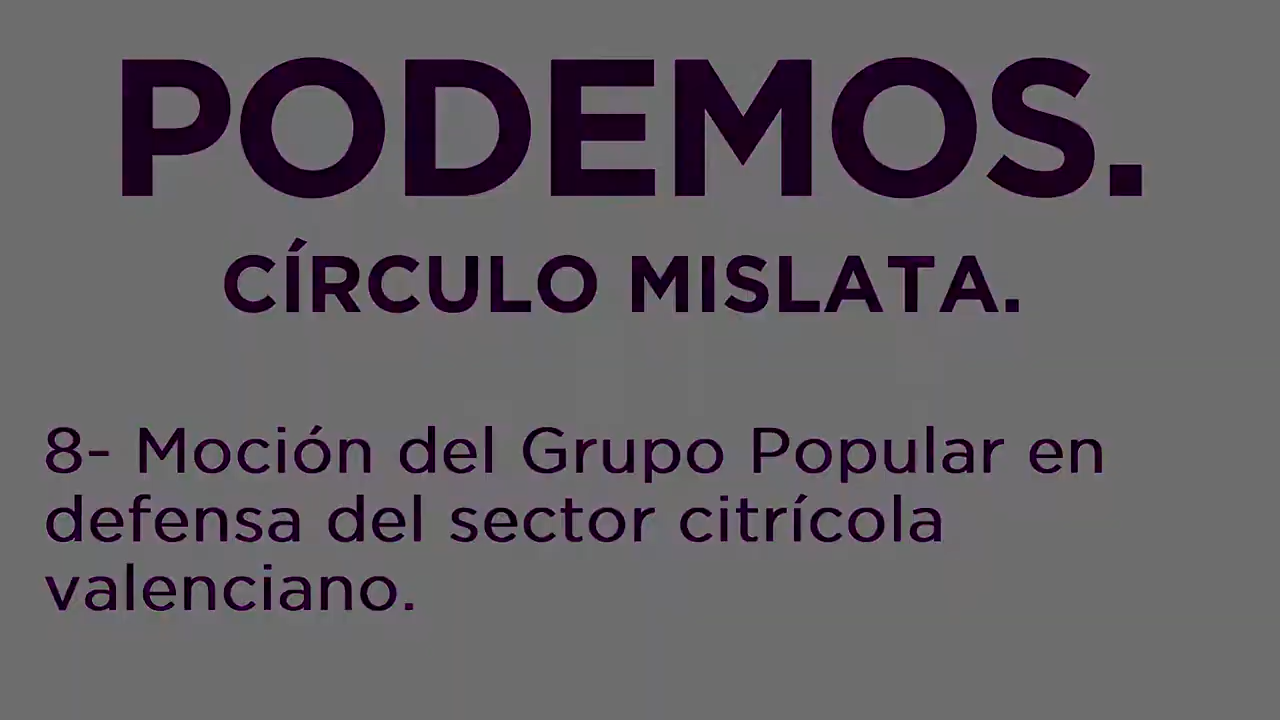 PODEMOS.
CÍRCULO MISLATA.
8- Moción del Grupo Popular en
defensa del sector citrícola
valenciano.